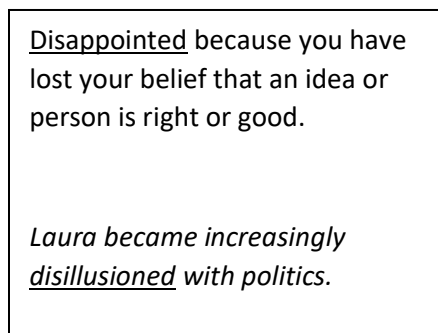 Disappointed because you have
lost your belief that an idea or
person is right or good.
Laura became increasingly
disillusioned with politics.